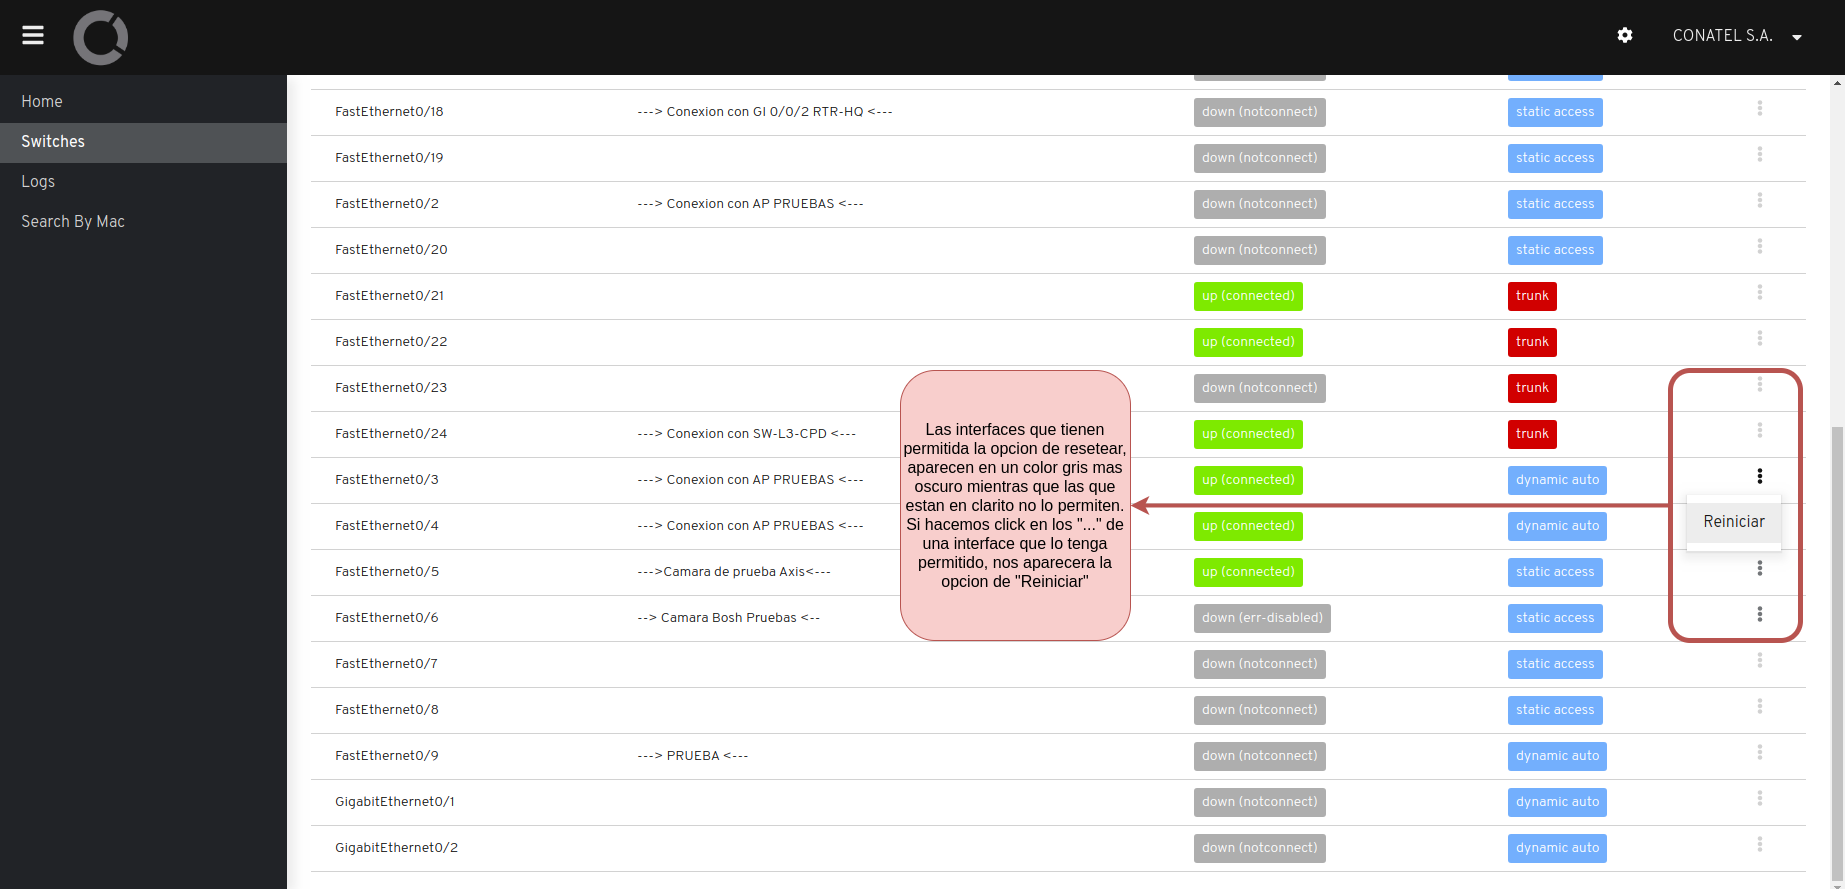 CONATEL S.A.
Home
Switches
Logs
Search By Mac
FastEthernet0/18 ---> Conexion con GI 0/0/2 RTR-HQ <--- down (notconnect) static access
FastEthernet0/19 down (notconnect) static access
FastEthernet0/2 ---> Conexion con AP PRUEBAS <--- down (notconnect) static access
FastEthernet0/20 down (notconnect) static access
FastEthernet0/21 up (connected) trunk
FastEthernet0/22 up (connected) trunk
FastEthernet0/23 down (notconnect) trunk
FastEthernet0/24 ---> Conexion con SW-L3-CPD <--- up (connected) trunk
FastEthernet0/3 ---> Conexion con AP PRUEBAS <--- up (connected) dynamic auto
FastEthernet0/4 ---> Conexion con AP PRUEBAS <--- up (connected) dynamic auto
Reiniciar
FastEthernet0/5 --->Camara de prueba Axis<--- up (connected) static access
FastEthernet0/6 --> Camara Bosh Pruebas <-- down (err-disabled) static access
FastEthernet0/7 down (notconnect) static access
FastEthernet0/8 down (notconnect) static access
FastEthernet0/9 ---> PRUEBA <--- down (notconnect) dynamic auto
GigabitEthernet0/1 down (notconnect) dynamic auto
GigabitEthernet0/2 down (notconnect) dynamic auto
Las interfaces que tienen
permitida la opcion de resetear,
aparecen en un color gris mas
oscuro mientras que las que
estan en clarito no lo permiten.
Si hacemos click en los "..." de
una interface que lo tenga
permitido, nos aparecera la
opcion de "Reiniciar"